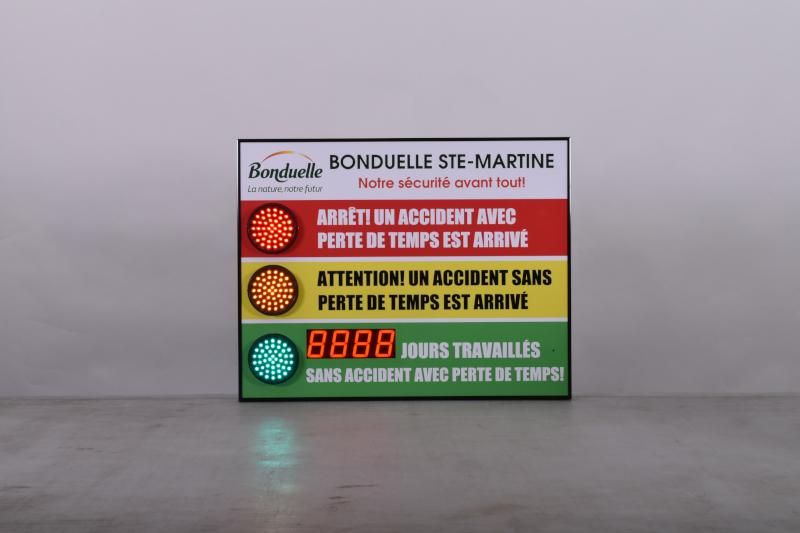 Bonduelle
La nature, notre futur
BONDUELLE STE-MARTINE
Notre sécurité avant tout!
ARRÊT! UN ACCIDENT AVEC
PERTE DE TEMPS EST ARRIVÉ
ATTENTION! UN ACCIDENT SANS
PERTE DE TEMPS EST ARRIVÉ
8888 JOURS TRAVAILLÉS
SANS ACCIDENT AVEC PERTE DE TEMPS!